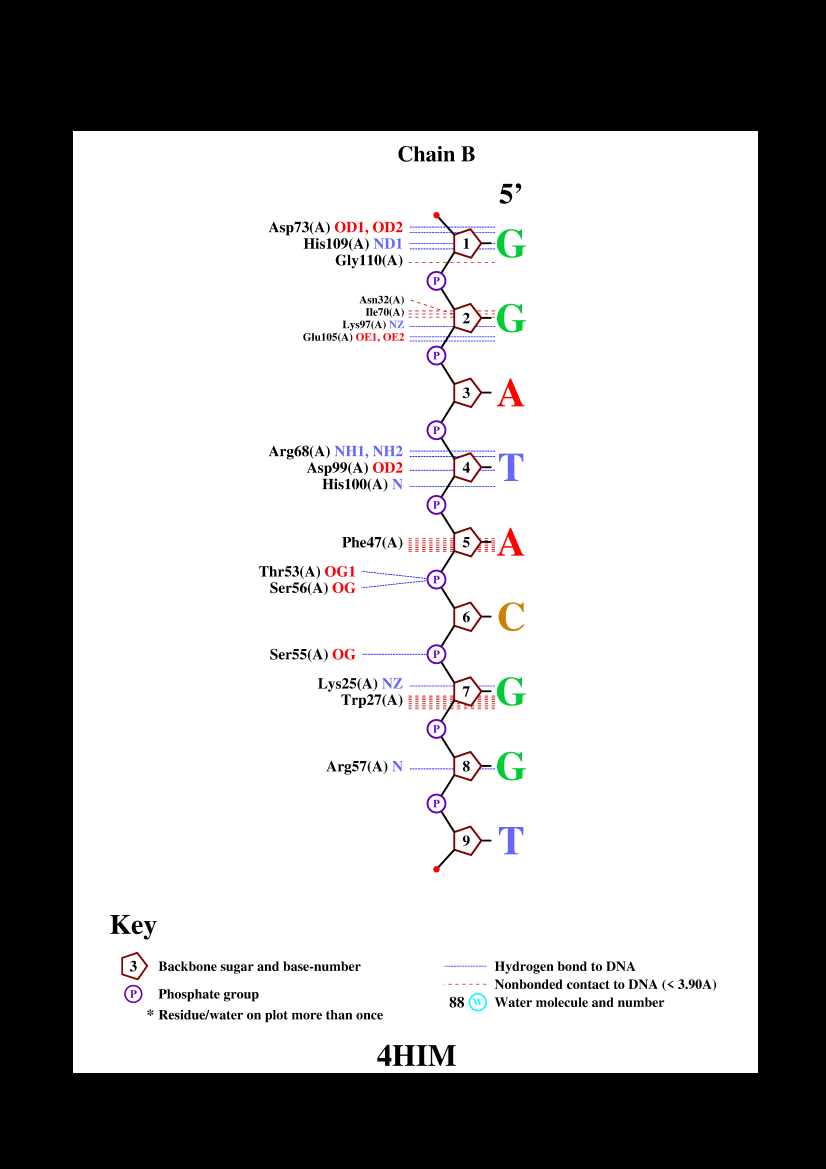 Chain B
5’
Asp73(A) OD1, OD2
His109(A) ND1
1 G
Gly110(A)
P
Asn32(A)
Ile70(A)
2 G
Lys97(A) NZ
Glu105(A) OE1, OE2
P
3 A
P
Arg68(A) NH1, NH2
Asp99(A) OD2
4 T
His100(A) N
P
Phe47(A) 5 A
Thr53(A) OG1
P
Ser56(A) OG
6 C
Ser55(A) OG P
Lys25(A) NZ
7 G
Trp27(A)
P
Arg57(A) N 8 G
P
9 T
Key
3 Backbone sugar and base-number
P Phosphate group
* Residue/water on plot more than once
Hydrogen bond to DNA
Nonbonded contact to DNA (< 3.90A)
88 W Water molecule and number
4HIM